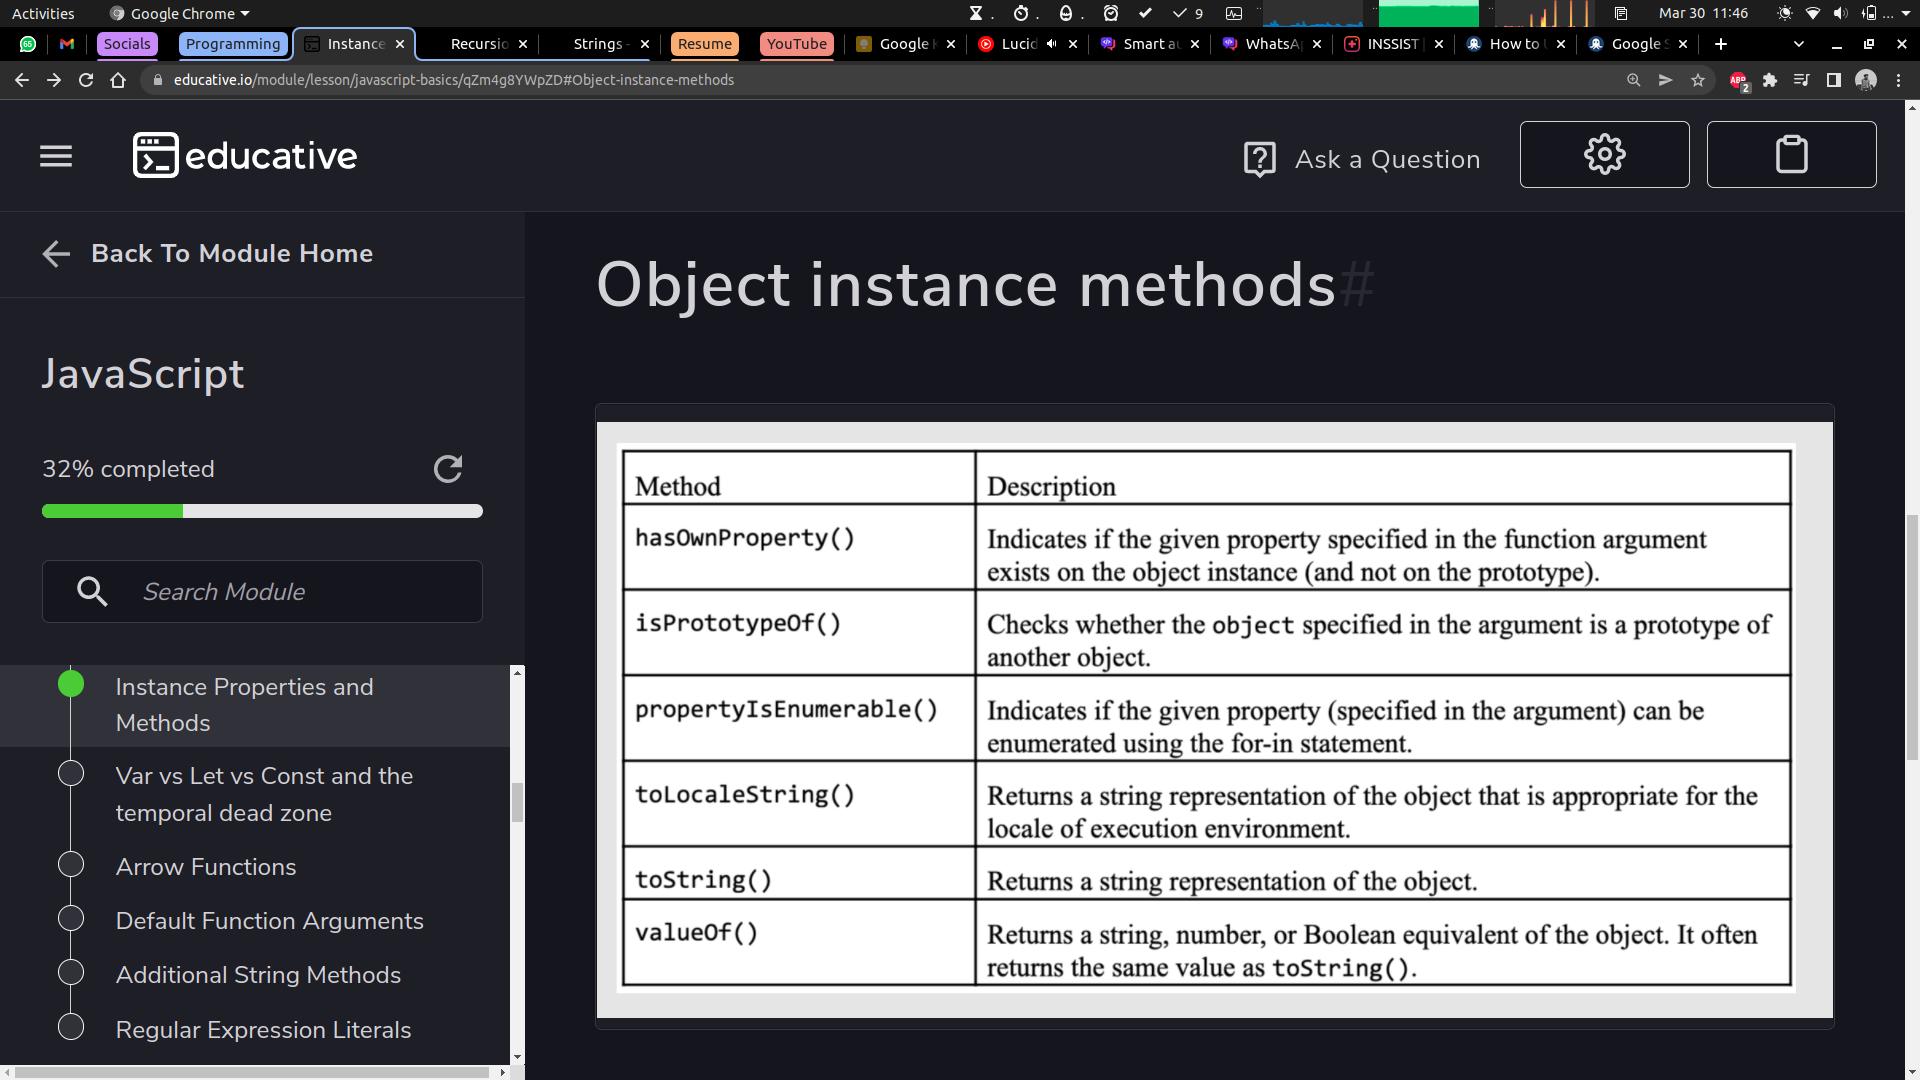 Activities
Google Chrome
9
Mar 30 11:46
...
Socials
Programming
Instance
Recursio
Strings
Resume
YouTube
Google
Lucid
Smart au
WhatsAp
INSSIST
How to
Google S
educative.io/module/lesson/javascript-basics/qZm4g8YWpZD#Object-instance-methods
ABP
2
educative
Ask a Question
Back To Module Home
JavaScript
32% completed
Search Module
Instance Properties and
Methods
Var vs Let vs Const and the
temporal dead zone
Arrow Functions
Default Function Arguments
Additional String Methods
Regular Expression Literals
Object instance methods#
Method
Description
hasOwnProperty()
Indicates if the given property specified in the function argument
exists on the object instance (and not on the prototype).
isPrototypeOf()
Checks whether the object specified in the argument is a prototype of
another object.
propertyIsEnumerable()
Indicates if the given property (specified in the argument) can be
enumerated using the for-in statement.
toLocaleString()
Returns a string representation of the object that is appropriate for the
locale of execution environment.
toString()
Returns a string representation of the object.
valueOf()
Returns a string, number, or Boolean equivalent of the object. It often
returns the same value as toString().